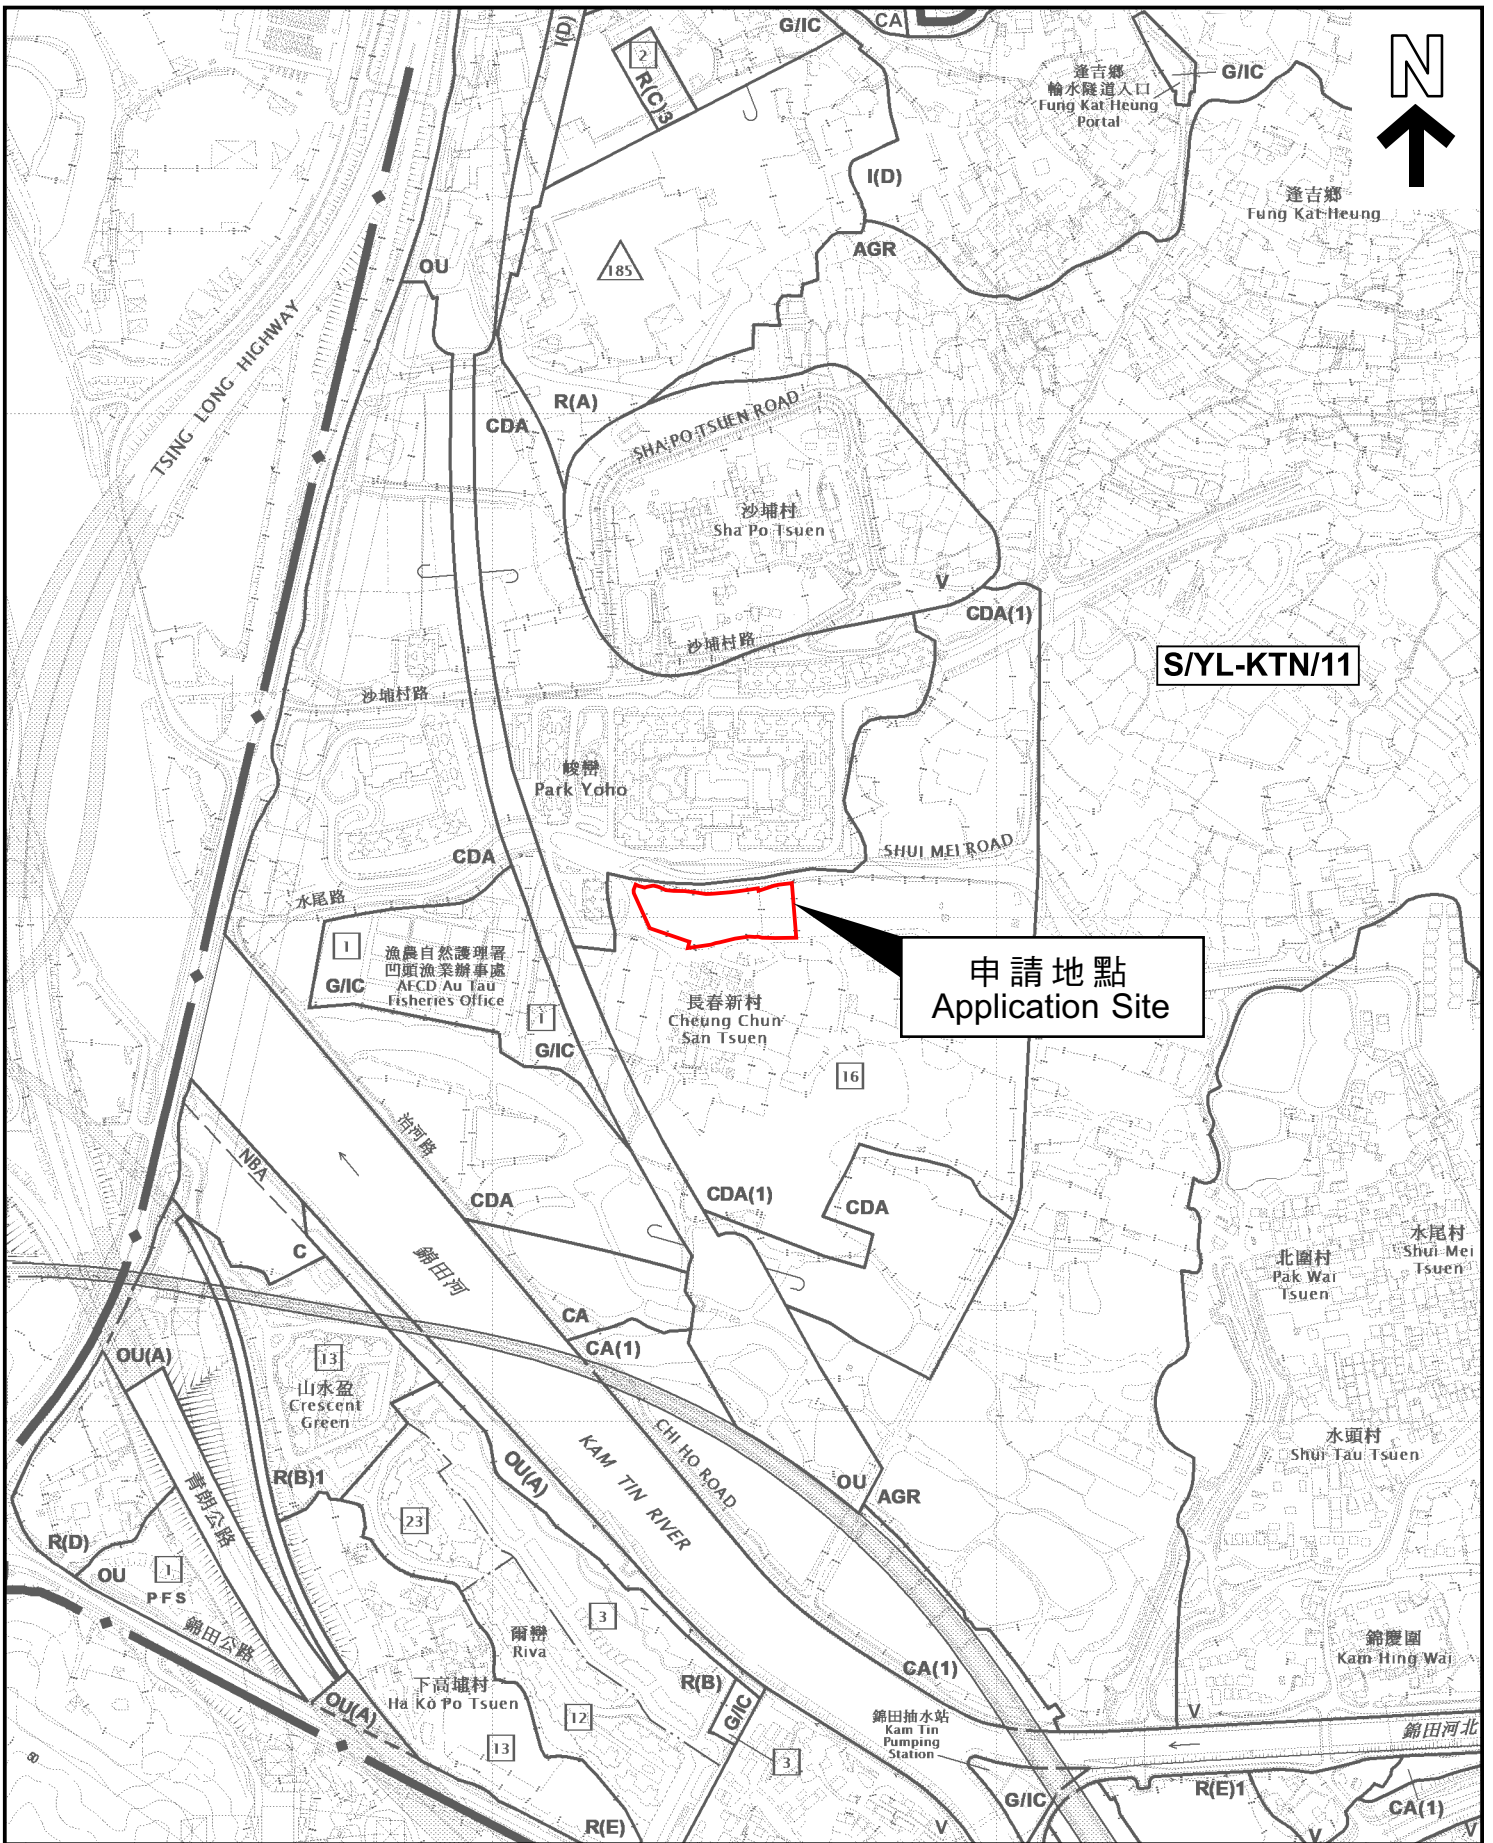 G/IC
CA
I(D)
2
R(C)3
逢吉鄉
輸水隧道入口
Fung Kat Heung
Portal
G/IC
N
I(D)
逢吉鄉
Fung Kat Heung
AGR
OU
185
TSING LONG HIGHWAY
R(A)
CDA
SHA PO TSUEN ROAD
沙埔村
Sha Po Tsuen
V
CDA(1)
沙埔村路
S/YL-KTN/11
沙埔村路
峻巒
Park Yoho
SHUI MEI ROAD
CDA
水尾路
1
漁農自然護理署
凹頭漁業辦事處
AFCD Au Tau
Fisheries Office
G/IC
申請地點
Application Site
長春新村
Cheung Chun
San Tsuen
1
G/IC
16
治河路
NBA
CDA
CDA(1)
CDA
C
錦田河
水尾村
Shui Mei
Tsuen
北圍村
Pak Wai
Tsuen
CA
CA(1)
OU(A)
13
山水盈
Crescent
Green
CHI HO ROAD
KAM TIN RIVER
水頭村
Shui Tau Tsuen
OU(A)
R(B)1
青朗公路
OU
AGR
23
R(D)
OU
1
PFS
錦田公路
3
爾巒
Riva
錦慶圍
Kam Hing Wai
下高埔村
Ha Ko Po Tsuen
R(B)
G/IC
CA(1)
OU(A)
12
13
3
錦田抽水站
Kam Tin
Pumping
Station
V
錦田河北
80
G/IC
R(E)1
CA(1)
R(E)
V
V
V